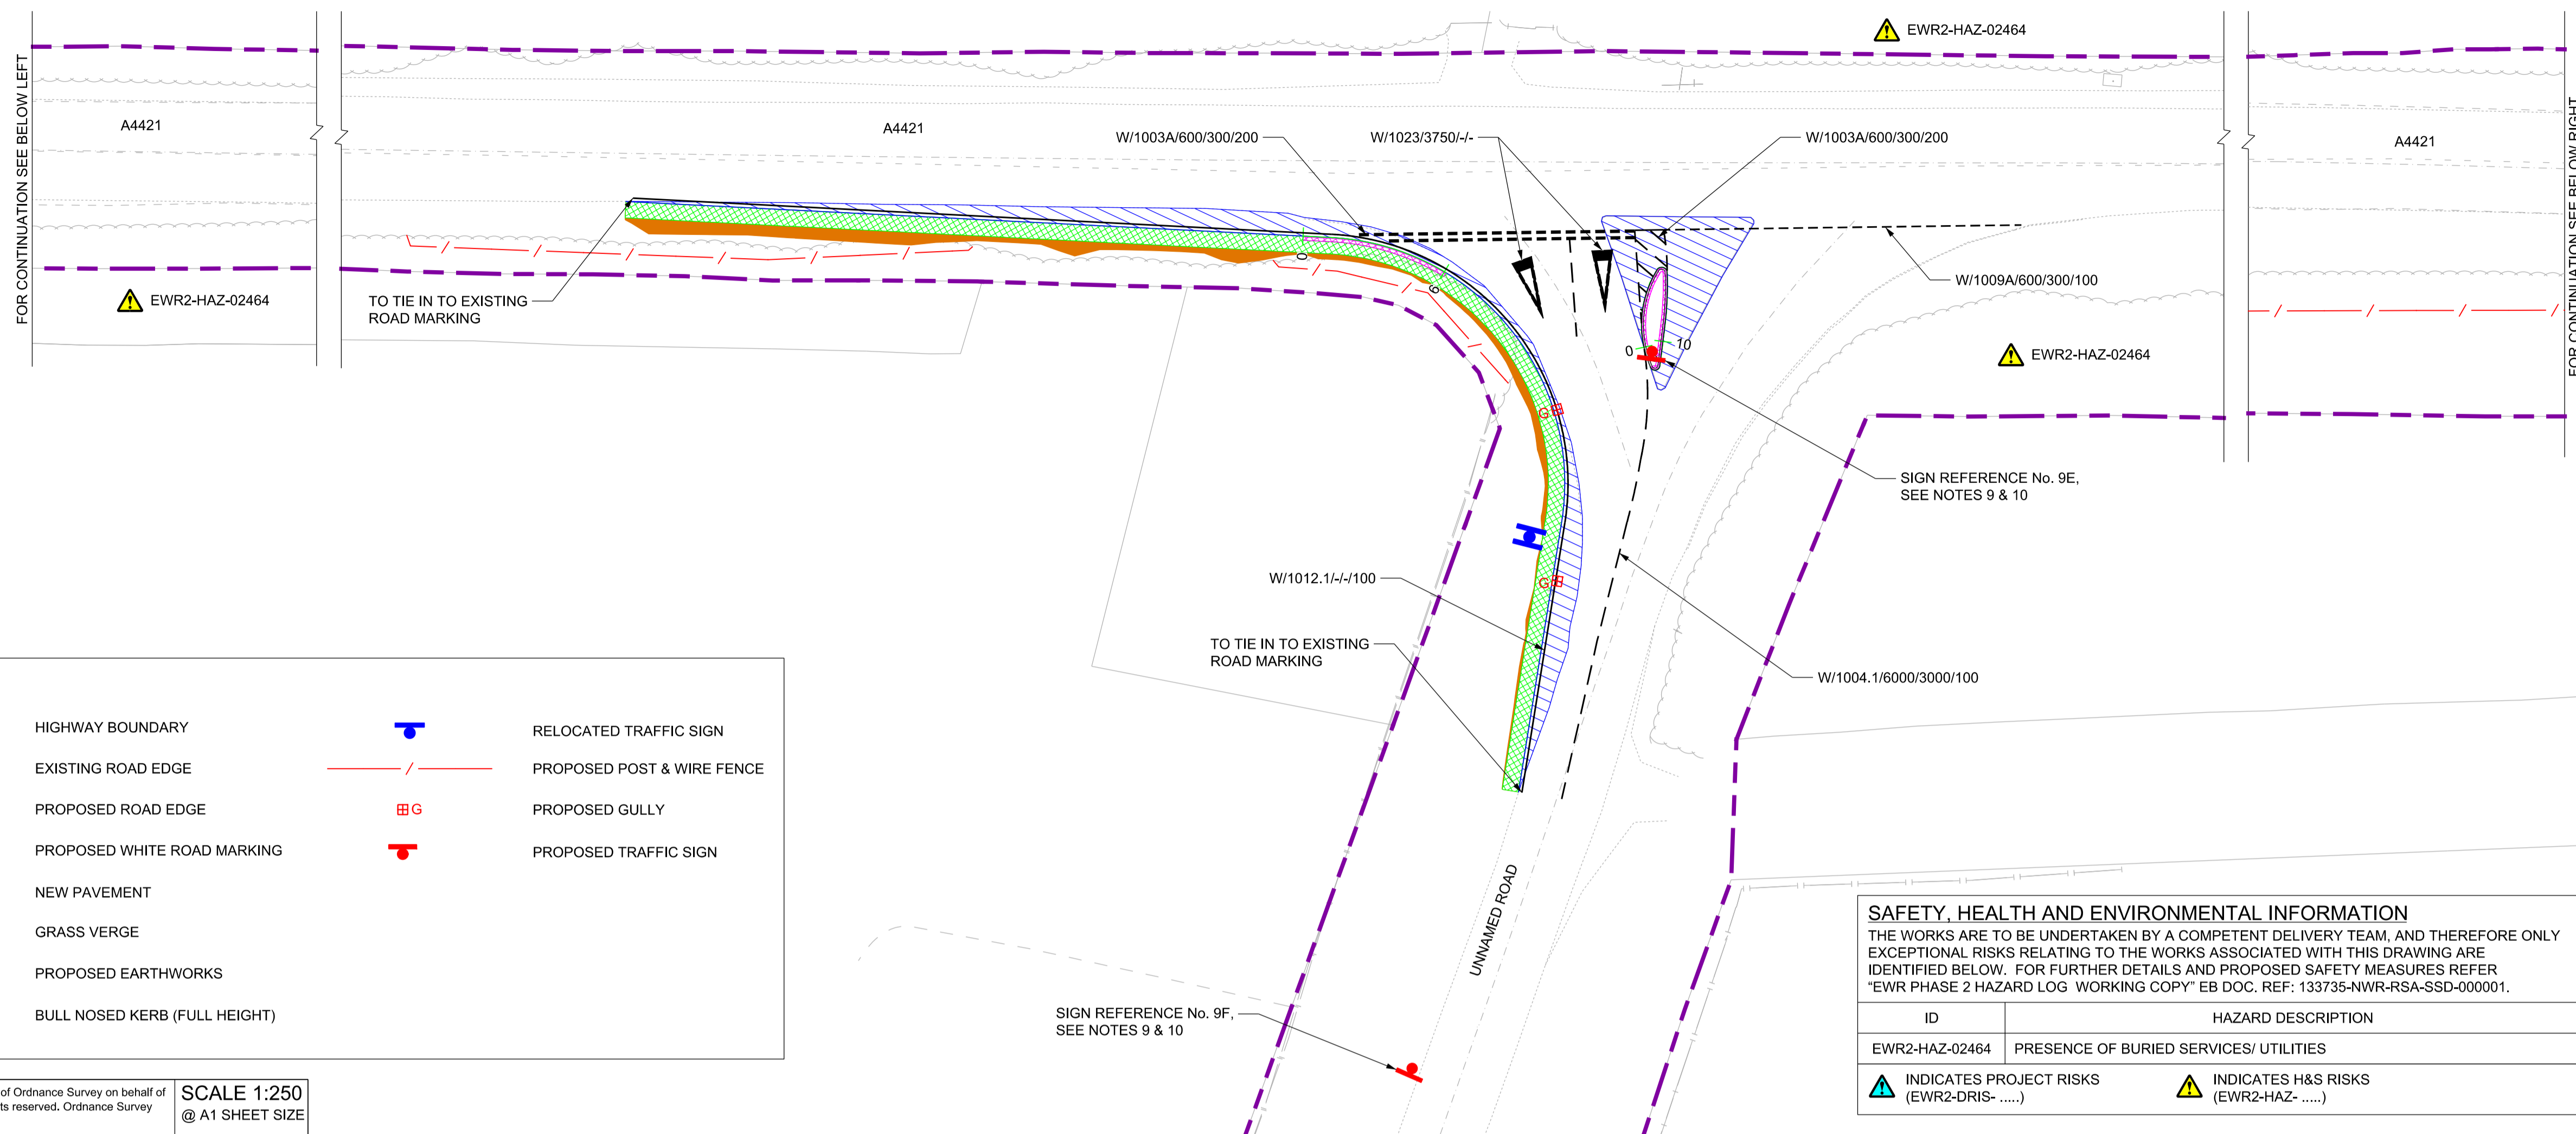 FOR CONTINUATION SEE BELOW LEFT
A4421
EWR2-HAZ-02464
TO TIE IN TO EXISTING
ROAD MARKING
A4421
W/1003A/600/300/200
W/1023/3750/-/-
W/1003A/600/300/200
EWR2-HAZ-02464
A4421
FOR CONTINUATION SEE BELOW RIGHT
W/1009A/600/300/100
EWR2-HAZ-02464
0
6
0
10
SIGN REFERENCE No. 9E,
SEE NOTES 9 & 10
G
G
W/1012.1/-/-/100
TO TIE IN TO EXISTING
ROAD MARKING
W/1004.1/6000/3000/100
UNNAMED ROAD
SIGN REFERENCE No. 9F,
SEE NOTES 9 & 10
HIGHWAY BOUNDARY
EXISTING ROAD EDGE
PROPOSED ROAD EDGE
PROPOSED WHITE ROAD MARKING
NEW PAVEMENT
GRASS VERGE
PROPOSED EARTHWORKS
BULL NOSED KERB (FULL HEIGHT)
RELOCATED TRAFFIC SIGN
PROPOSED POST & WIRE FENCE
G
PROPOSED GULLY
PROPOSED TRAFFIC SIGN
of Ordnance Survey on behalf of
ts reserved. Ordnance Survey
SCALE 1:250
@ A1 SHEET SIZE
SAFETY, HEALTH AND ENVIRONMENTAL INFORMATION
THE WORKS ARE TO BE UNDERTAKEN BY A COMPETENT DELIVERY TEAM, AND THEREFORE ONLY
EXCEPTIONAL RISKS RELATING TO THE WORKS ASSOCIATED WITH THIS DRAWING ARE
IDENTIFIED BELOW. FOR FURTHER DETAILS AND PROPOSED SAFETY MEASURES REFER
“EWR PHASE 2 HAZARD LOG WORKING COPY” EB DOC. REF: 133735-NWR-RSA-SSD-000001.
ID
HAZARD DESCRIPTION
EWR2-HAZ-02464
PRESENCE OF BURIED SERVICES/ UTILITIES
INDICATES PROJECT RISKS
(EWR2-DRIS- .....)
INDICATES H&S RISKS
(EWR2-HAZ- .....)